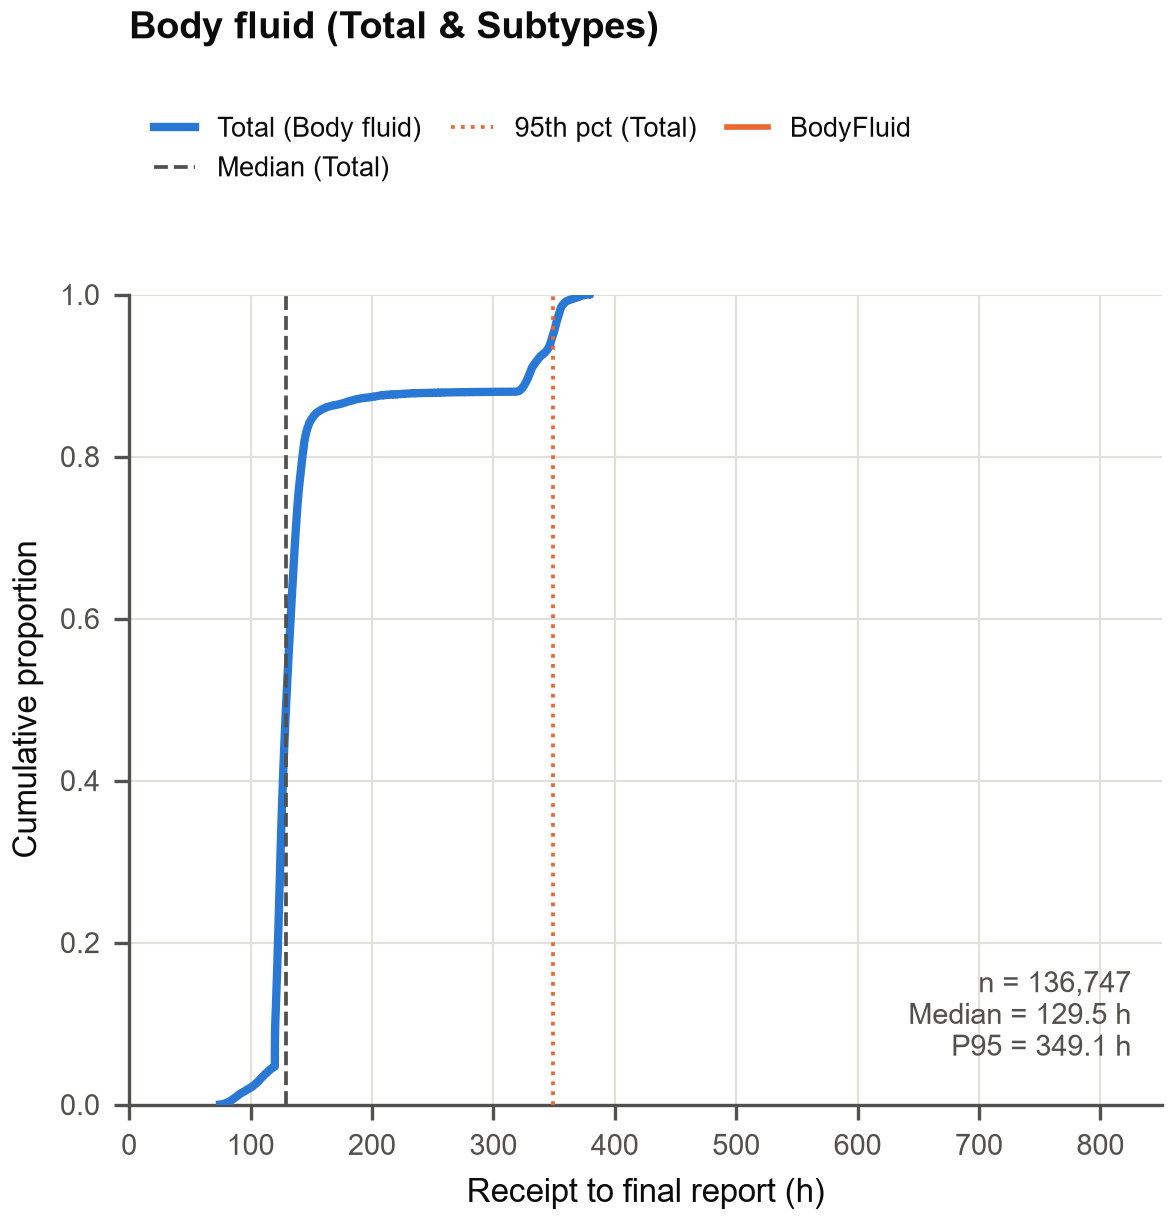 Body fluid (Total & Subtypes)
Total (Body fluid)
95th pct (Total)
BodyFluid
Median (Total)
1.0
0.8
0.6
0.4
0.2
0.0
Cumulative proportion
n = 136,747
Median = 129.5 h
P95 = 349.1 h
0 100 200 300 400 500 600 700 800
Receipt to final report (h)